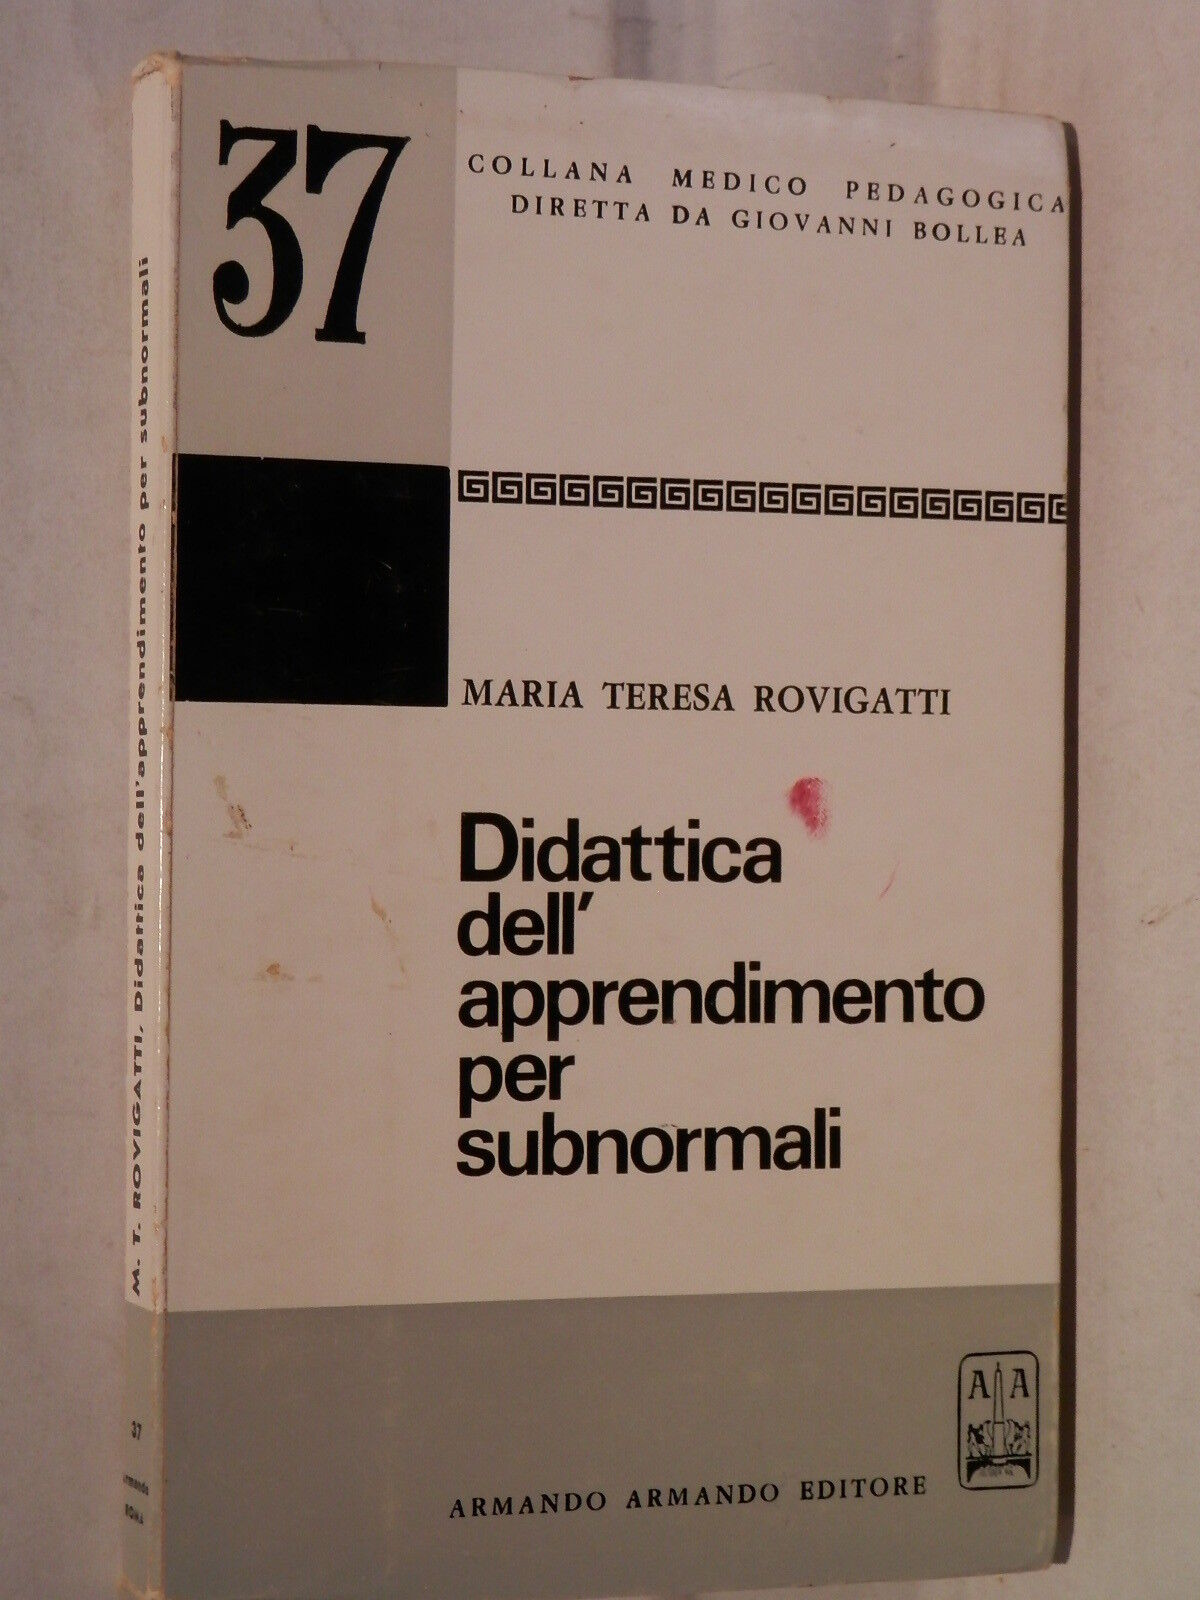 37
COLLANA MEDICO PEDAGOGICA
DIRETTA DA GIOVANNI BOLLEA
MARIA TERESA ROVIGATTI
Didattica
dell'
apprendimento
per
subnormali
A A
ARMANDO ARMANDO EDITORE
M. T. ROVIGATTI, Didattica dell'apprendimento per subnormali
37
ROMA